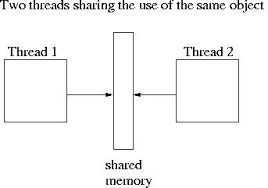 Two threads sharing the use of the same object
Thread 1
Thread 2
shared
memory